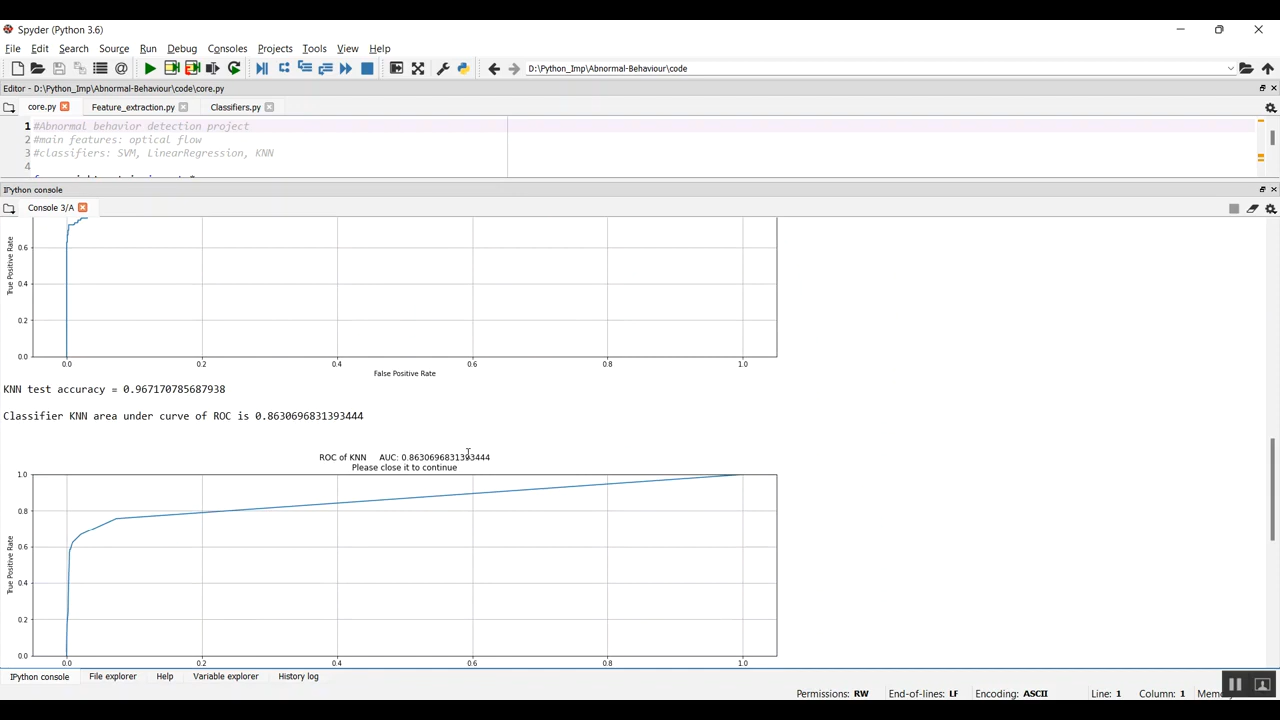 Spyder (Python 3.6)
File Edit Search Source Run Debug Consoles Projects Tools View Help
D:\Python_Imp\Abnormal-Behaviour\code
Editor - D:\Python_Imp\Abnormal-Behaviour\code\core.py
core.py Feature_extraction.py Classifiers.py
1 #Abnormal behavior detection project
2 #main features: optical flow
3 #classifiers: SVM, LinearRegression, KNN
4
IPython console
Console 3/A
0.6
0.4
0.2
0.0
True Positive Rate
0.0 0.2 0.4 0.6 0.8 1.0
False Positive Rate
KNN test accuracy = 0.967170785687938
Classifier KNN area under curve of ROC is 0.8630696831393444
ROC of KNN AUC: 0.8630696831393444
Please close it to continue
1.0
0.8
0.6
0.4
0.2
0.0
True Positive Rate
0.0 0.2 0.4 0.6 0.8 1.0
IPython console File explorer Help Variable explorer History log
Permissions: RW End-of-lines: LF Encoding: ASCII Line: 1 Column: 1